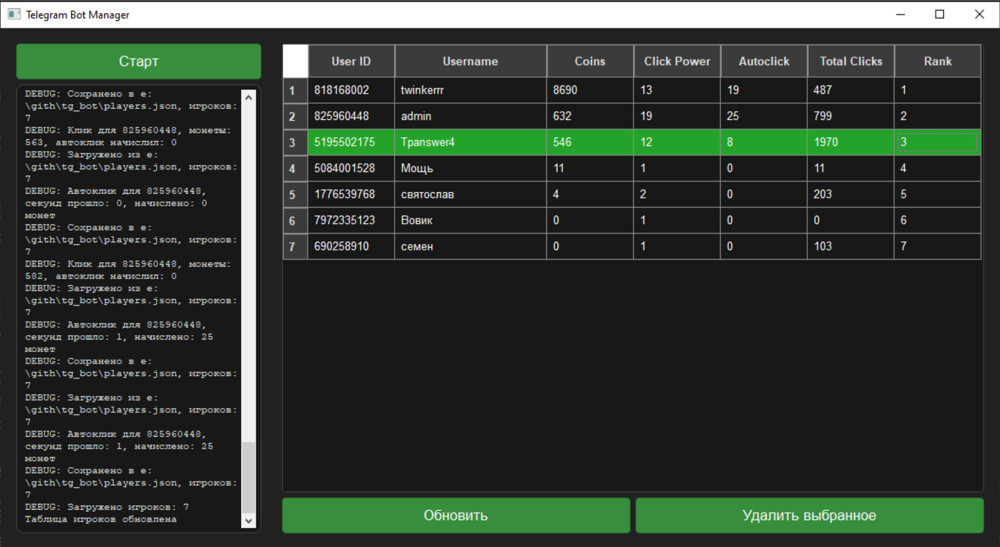 Telegram Bot Manager
Старт
DEBUG: Сохранено в e:
\gith\tg_bot\players.json, игроков:
7
DEBUG: Клик для 825960448, монеты:
563, автоклик начислил: 0
DEBUG: Загружено из e:
\gith\tg_bot\players.json, игроков:
7
DEBUG: Автоклик для 825960448,
секунд прошло: 0, начислено: 0
монет
DEBUG: Сохранено в e:
\gith\tg_bot\players.json, игроков:
7
DEBUG: Клик для 825960448, монеты:
582, автоклик начислил: 0
DEBUG: Загружено из e:
\gith\tg_bot\players.json, игроков:
7
DEBUG: Автоклик для 825960448,
секунд прошло: 1, начислено: 25
монет
DEBUG: Сохранено в e:
\gith\tg_bot\players.json, игроков:
7
DEBUG: Загружено из e:
\gith\tg_bot\players.json, игроков:
7
DEBUG: Автоклик для 825960448,
секунд прошло: 1, начислено: 25
монет
DEBUG: Сохранено в e:
\gith\tg_bot\players.json, игроков:
7
DEBUG: Загружено игроков: 7
Таблица игроков обновлена
User ID Username Coins Click Power Autoclick Total Clicks Rank
1 818168002 twinkerrr 8690 13 19 487 1
2 825960448 admin 632 19 25 799 2
3 5195502175 Tpanswer4 546 12 8 1970 3
4 5084001528 Мощь 11 1 0 11 4
5 1776539768 святослав 4 2 0 203 5
6 7972335123 Вовик 0 1 0 0 6
7 690258910 семен 0 1 0 103 7
Обновить Удалить выбранное